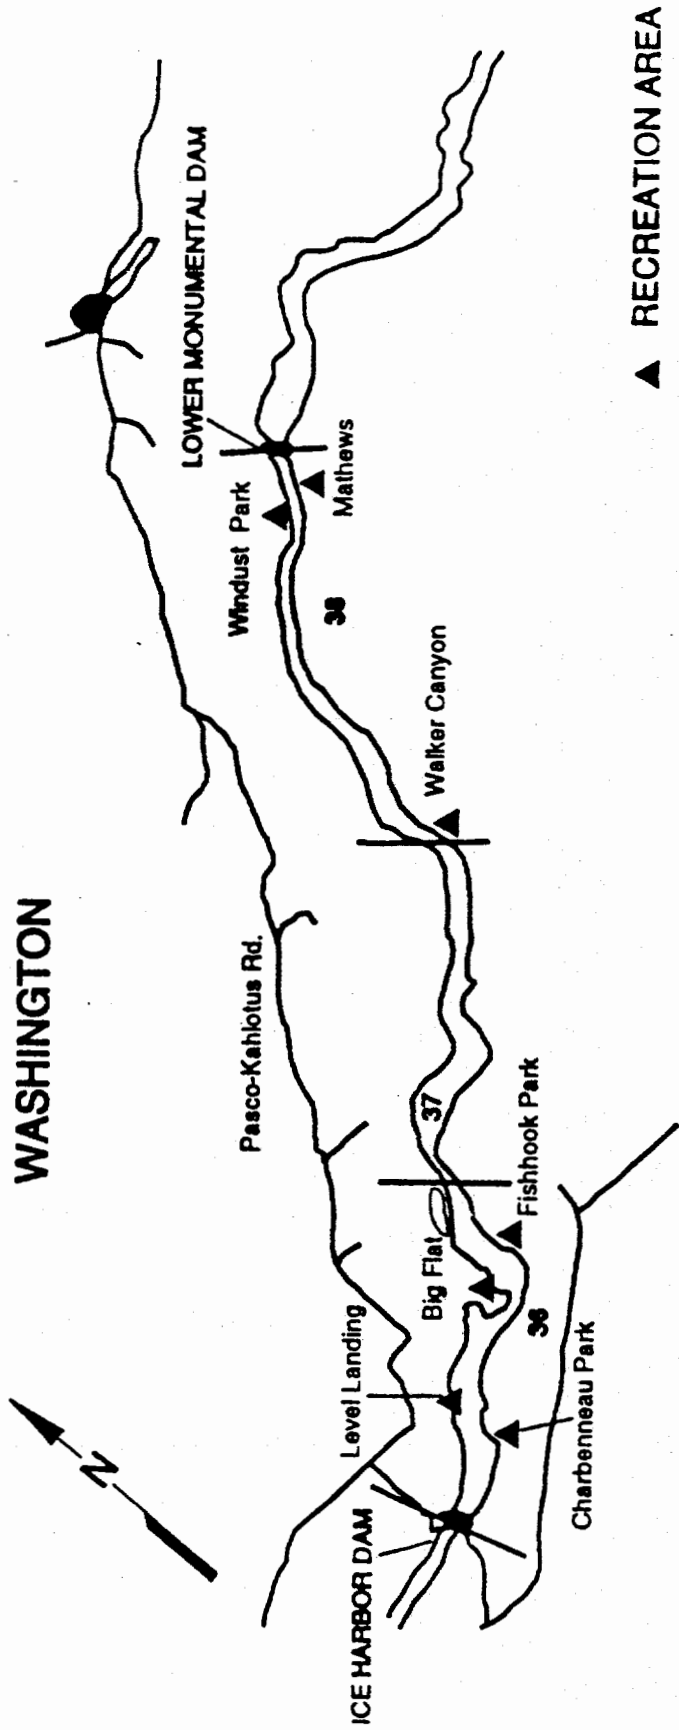 WASHINGTON
N
Pasco-Kahlotus Rd.
LOWER MONUMENTAL DAM
Windust Park
Mathews
38
Walker Canyon
37
Big Flat
Fishhook Park
Level Landing
36
Charbenneau Park
ICE HARBOR DAM
RECREATION AREA